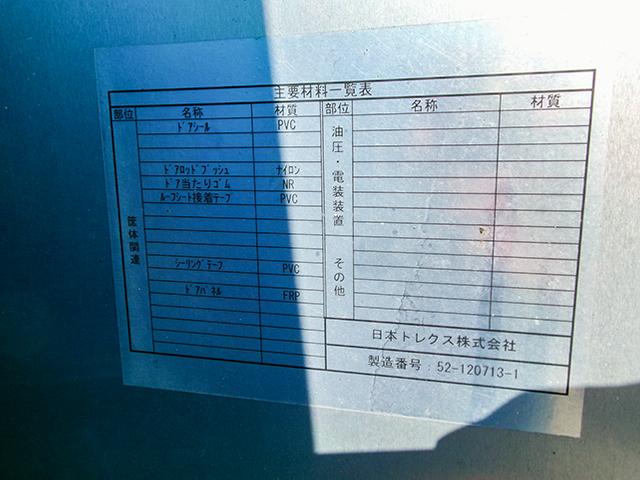 主要材料一覧表
部位 名称 材質 部位 名称 材質
筐体関連
ドアシール PVC
ドアロッドブッシュ ナイロン
ドア当たりゴム NR
ルーフシート接着テープ PVC
シーリングテープ PVC
ドアパネル FRP
油圧・電装装置 その他
日本トレクス株式会社
製造番号:52-120713-1